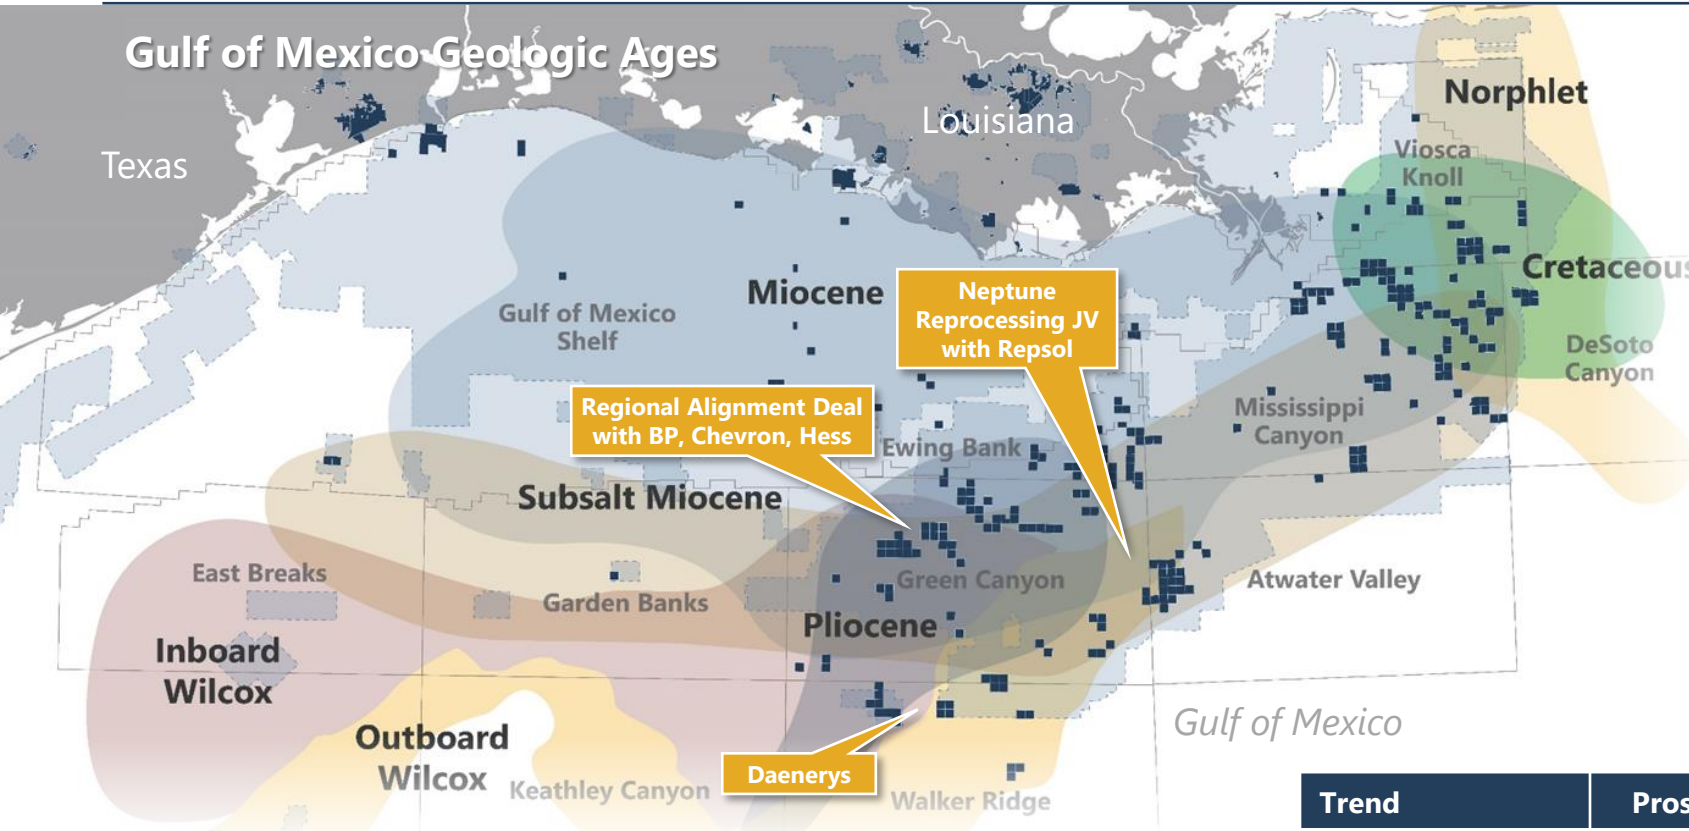 Gulf of Mexico Geologic Ages
Norphlet
Louisiana
Texas
Viosca
Knoll
Cretaceous
Miocene
Neptune
Reprocessing JV
with Repsol
Gulf of Mexico
Shelf
DeSoto
Canyon
Regional Alignment Deal
with BP, Chevron, Hess
Mississippi
Canyon
Ewing Bank
Subsalt Miocene
East Breaks
Garden Banks
Green Canyon
Atwater Valley
Pliocene
Inboard
Wilcox
Gulf of Mexico
Outboard
Wilcox
Keathley Canyon
Daenerys
Walker Ridge
Trend
Pros